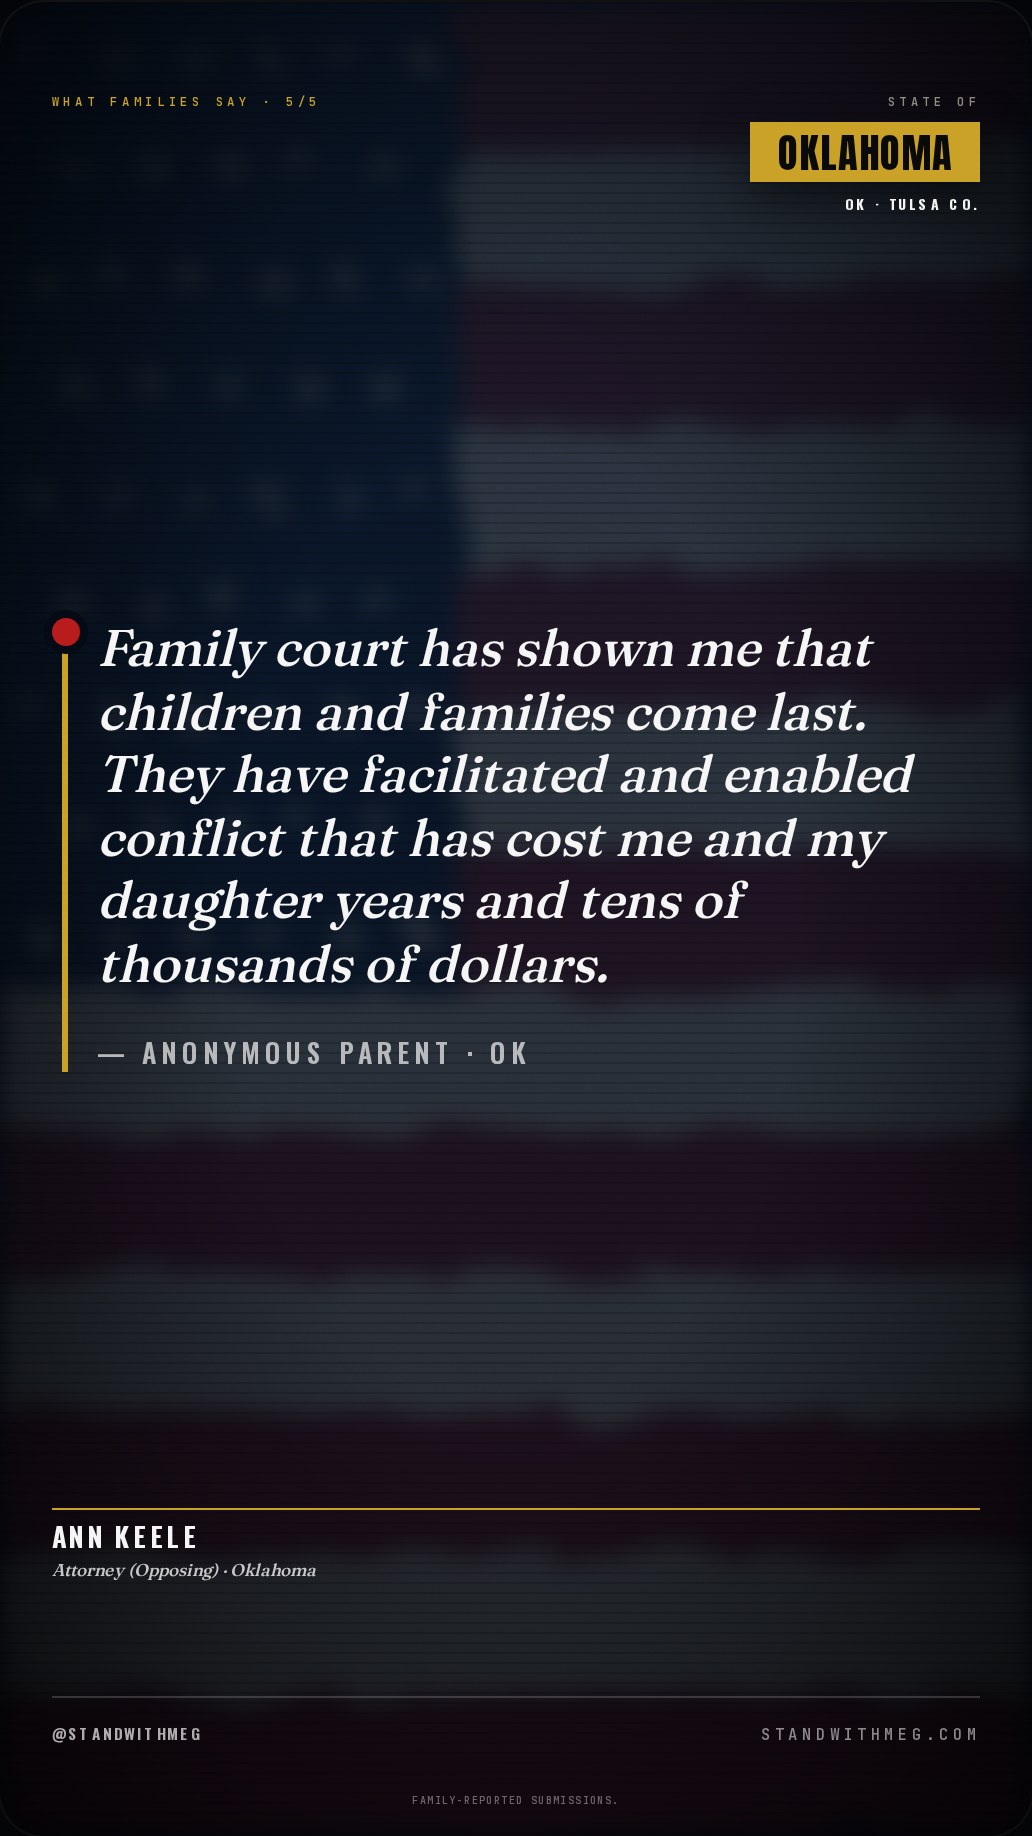 WHAT FAMILIES SAY · 5/5
STATE OF
OKLAHOMA
OK · TULSA CO.
Family court has shown me that
children and families come last.
They have facilitated and enabled
conflict that has cost me and my
daughter years and tens of
thousands of dollars.
— ANONYMOUS PARENT · OK
ANN KEELE
Attorney (Opposing) · Oklahoma
@STANDWITHMEG
STANDWITHMEG.COM
FAMILY-REPORTED SUBMISSIONS.